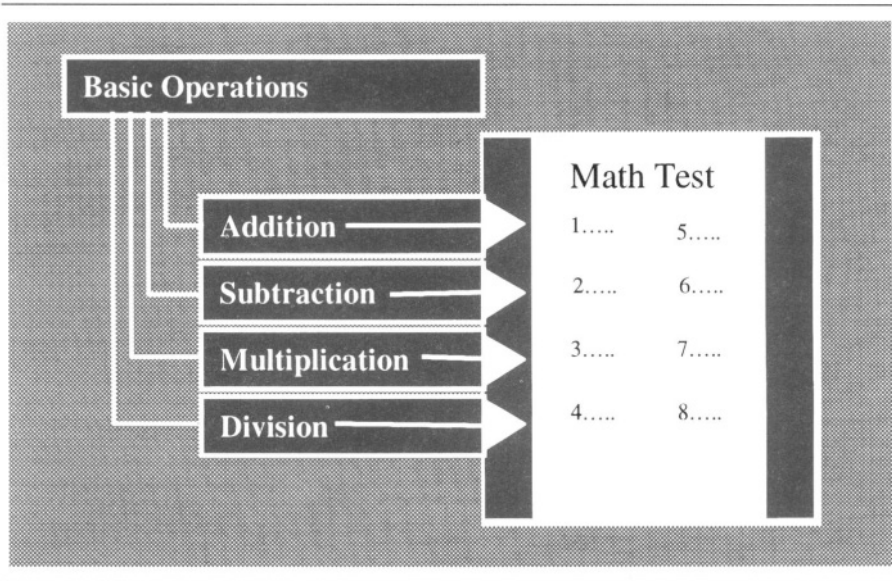 Basic Operations
Math Test
Addition
1..... 5.....
Subtraction
2..... 6.....
Multiplication
3..... 7.....
Division
4..... 8.....